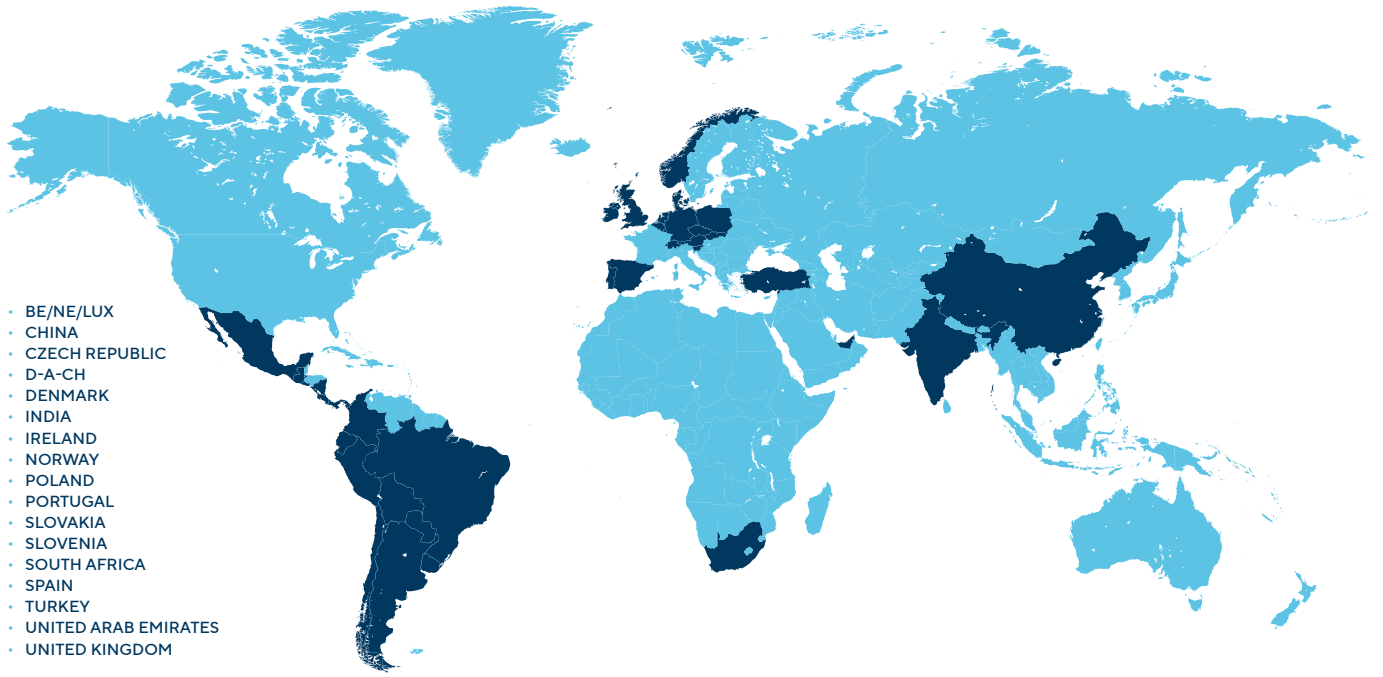 BE/NE/LUX
CHINA
CZECH REPUBLIC
D-A-CH
DENMARK
INDIA
IRELAND
NORWAY
POLAND
PORTUGAL
SLOVAKIA
SLOVENIA
SOUTH AFRICA
SPAIN
TURKEY
UNITED ARAB EMIRATES
UNITED KINGDOM